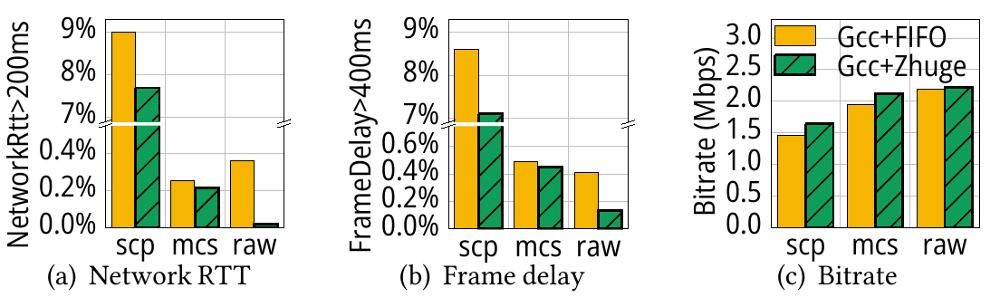 NetworkRtt>200ms
9%
8%
7%
0.4%
0.2%
0.0%
scp mcs raw
(a) Network RTT
FrameDelay>400ms
9%
8%
7%
0.6%
0.4%
0.2%
0.0%
scp mcs raw
(b) Frame delay
Bitrate (Mbps)
3.0
2.5
2.0
1.5
1.0
0.5
0.0
Gcc+FIFO
Gcc+Zhuge
scp mcs raw
(c) Bitrate